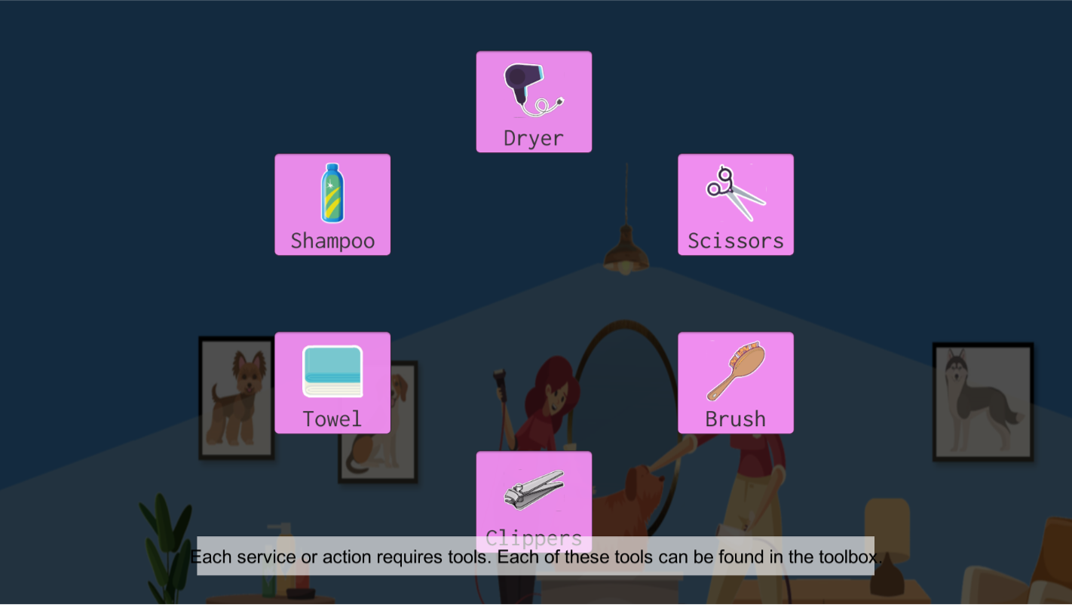 Dryer
Shampoo
Scissors
Towel
Brush
Clippers
Each service or action requires tools. Each of these tools can be found in the toolbox.